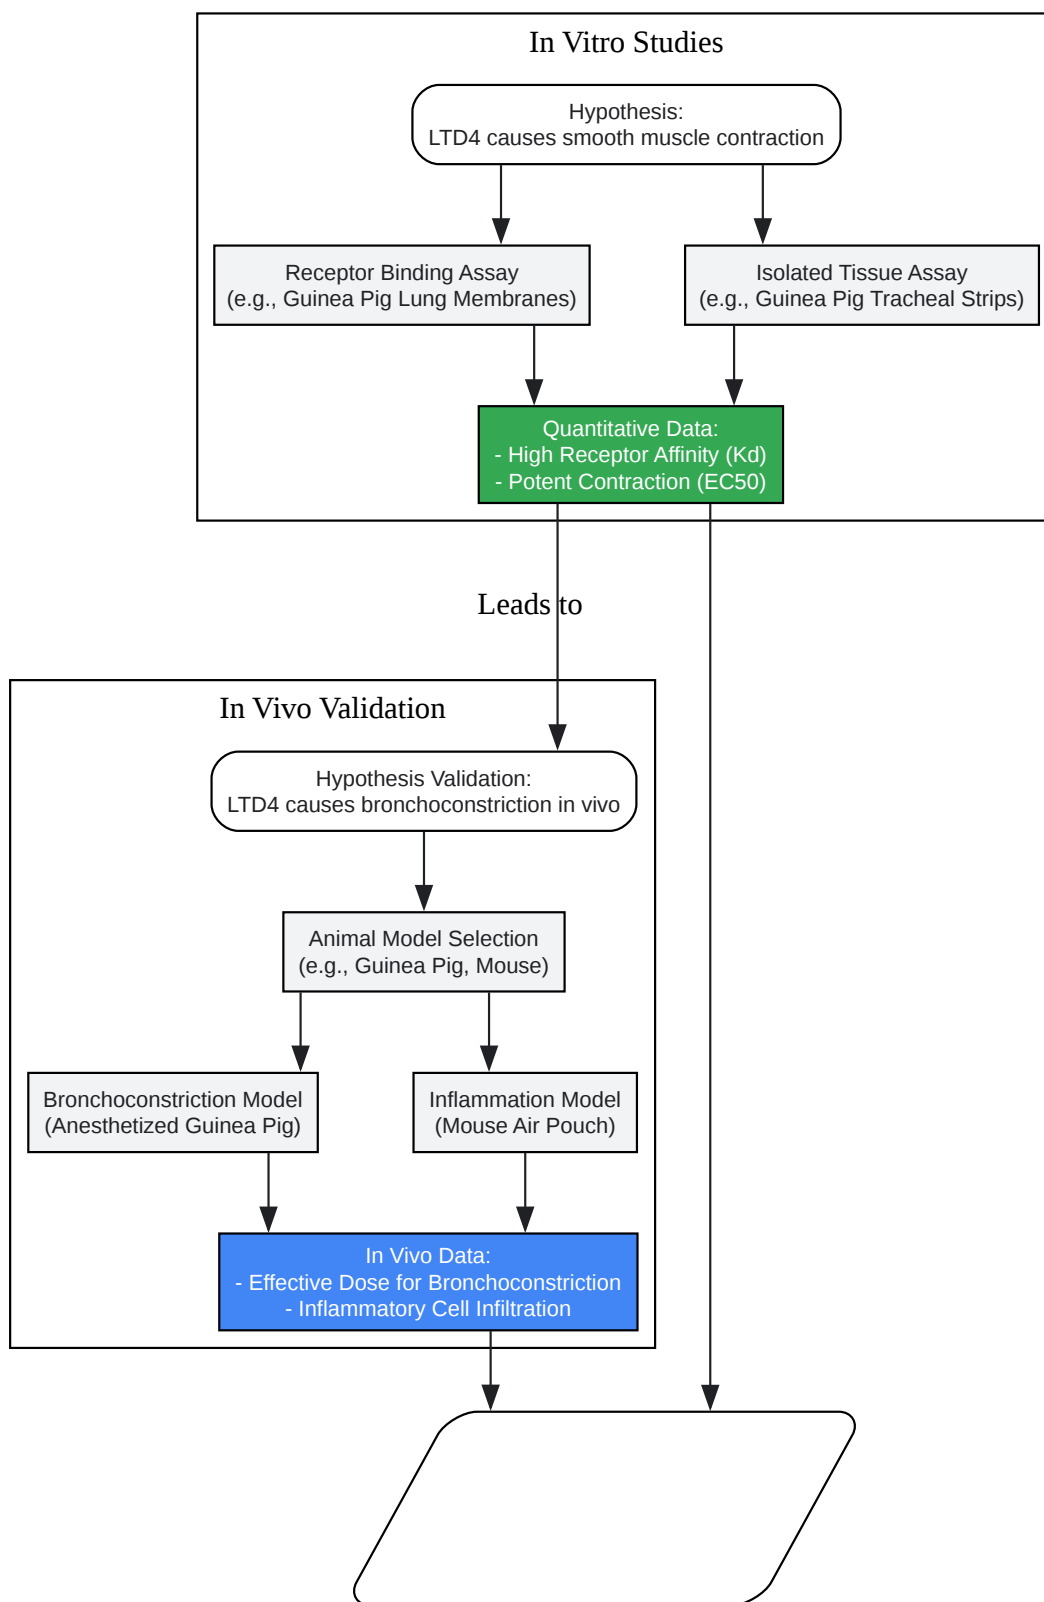 In Vitro Studies
Hypothesis:
LTD4 causes smooth muscle contraction
Receptor Binding Assay
(e.g., Guinea Pig Lung Membranes)
Isolated Tissue Assay
(e.g., Guinea Pig Tracheal Strips)
Quantitative Data:
- High Receptor Affinity (Kd)
- Potent Contraction (EC50)
Leads to
In Vivo Validation
Hypothesis Validation:
LTD4 causes bronchoconstriction in vivo
Animal Model Selection
(e.g., Guinea Pig, Mouse)
Bronchoconstriction Model
(Anesthetized Guinea Pig)
Inflammation Model
(Mouse Air Pouch)
In Vivo Data:
- Effective Dose for Bronchoconstriction
- Inflammatory Cell Infiltration